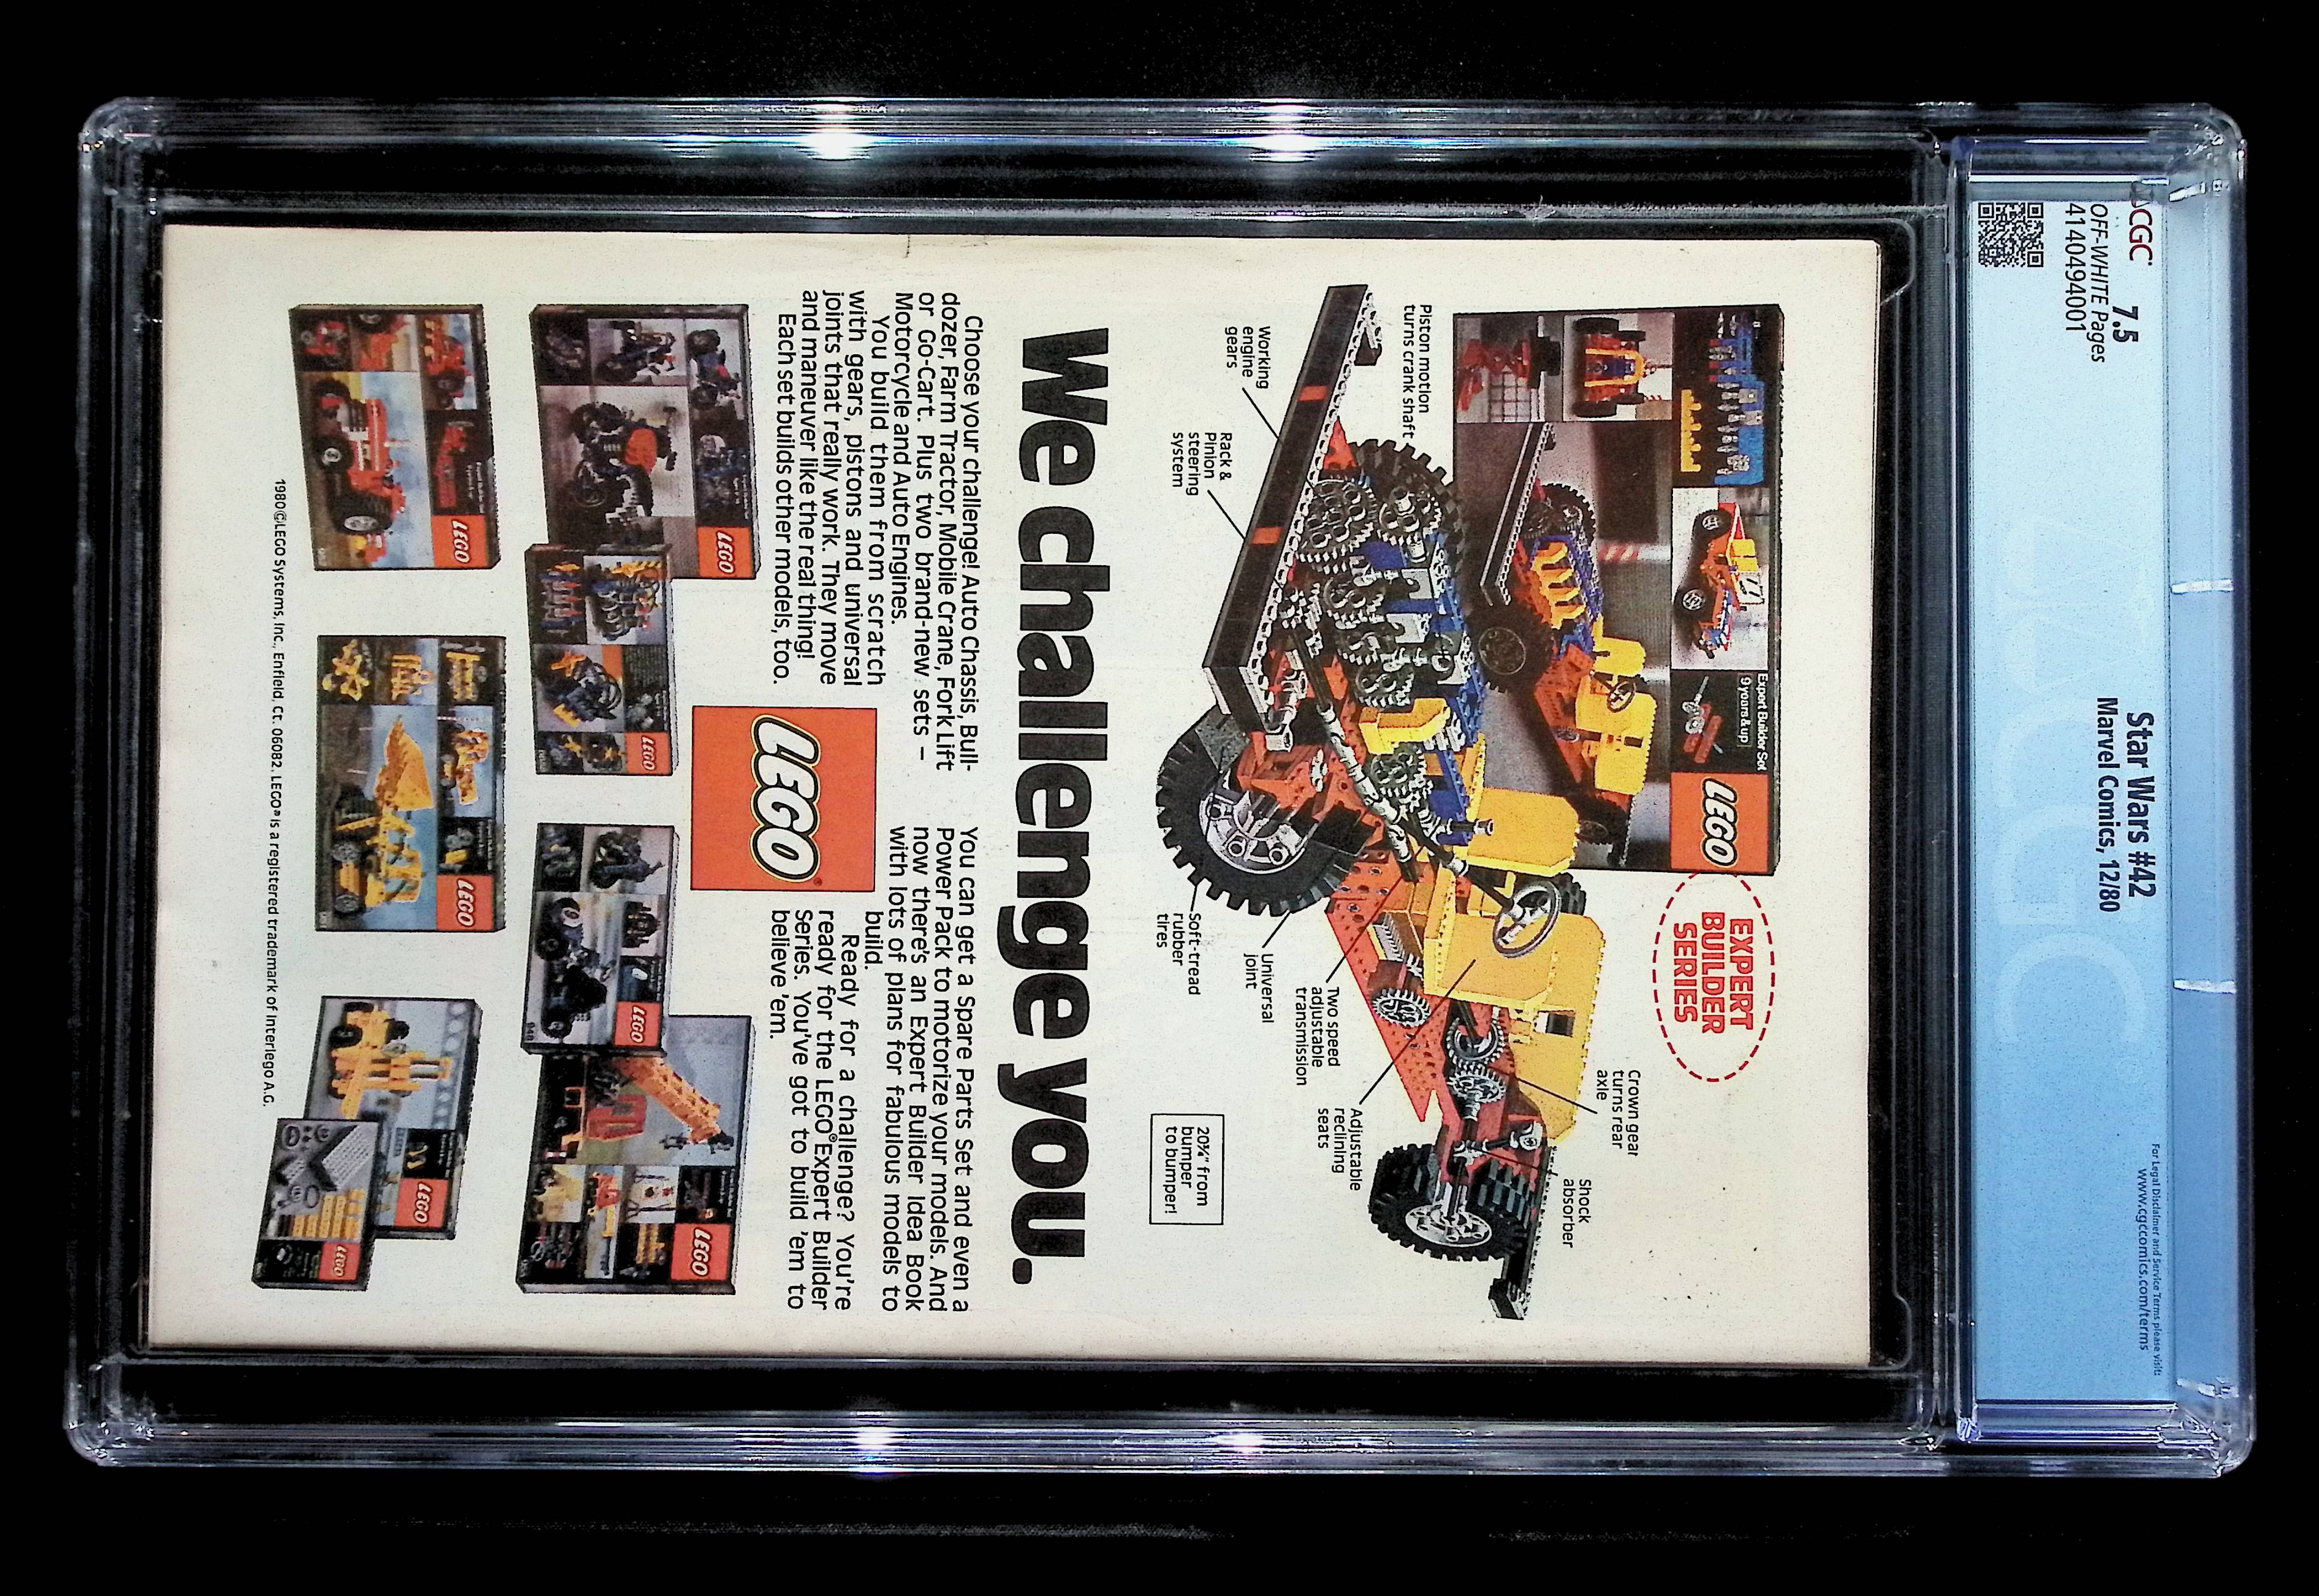 CGC
7.5
OFF-WHITE Pages
4140494001
Star Wars #42
Marvel Comics, 12/80
For Legal Disclaimer and Service Terms please visit:
www.cgccomics.com/terms
Expert Builder Set
9 years & up
LEGO
EXPERT
BUILDER
SERIES
Piston motion
turns crank shaft
Working
engine
gears
Rack &
Pinion
steering
system
Crown gear
turns rear
axle
Shock
absorber
Adjustable
reclining
seats
Two speed
adjustable
transmission
Universal
joint
Soft-tread
rubber
tires
20¾" from
bumper
to bumper!
We challenge you.
Choose your challenge! Auto Chassis, Bull-
dozer, Farm Tractor, Mobile Crane, Fork Lift
or Go-Cart. Plus two brand-new sets –
Motorcycle and Auto Engines.
You build them from scratch
with gears, pistons and universal
joints that really work. They move
and maneuver like the real thing!
Each set builds other models, too.
You can get a Spare Parts Set and even a
Power Pack to motorize your models. And
now there's an Expert Builder Idea Book
with lots of plans for fabulous models to
build.
Ready for a challenge? You're
ready for the LEGO® Expert Builder
Series. You've got to build 'em to
believe 'em.
LEGO®
LEGO
LEGO
LEGO
LEGO
LEGO
LEGO
LEGO
LEGO
1980 © LEGO Systems, Inc., Enfield, Ct. 06082. LEGO® is a registered trademark of Interlego A.G.